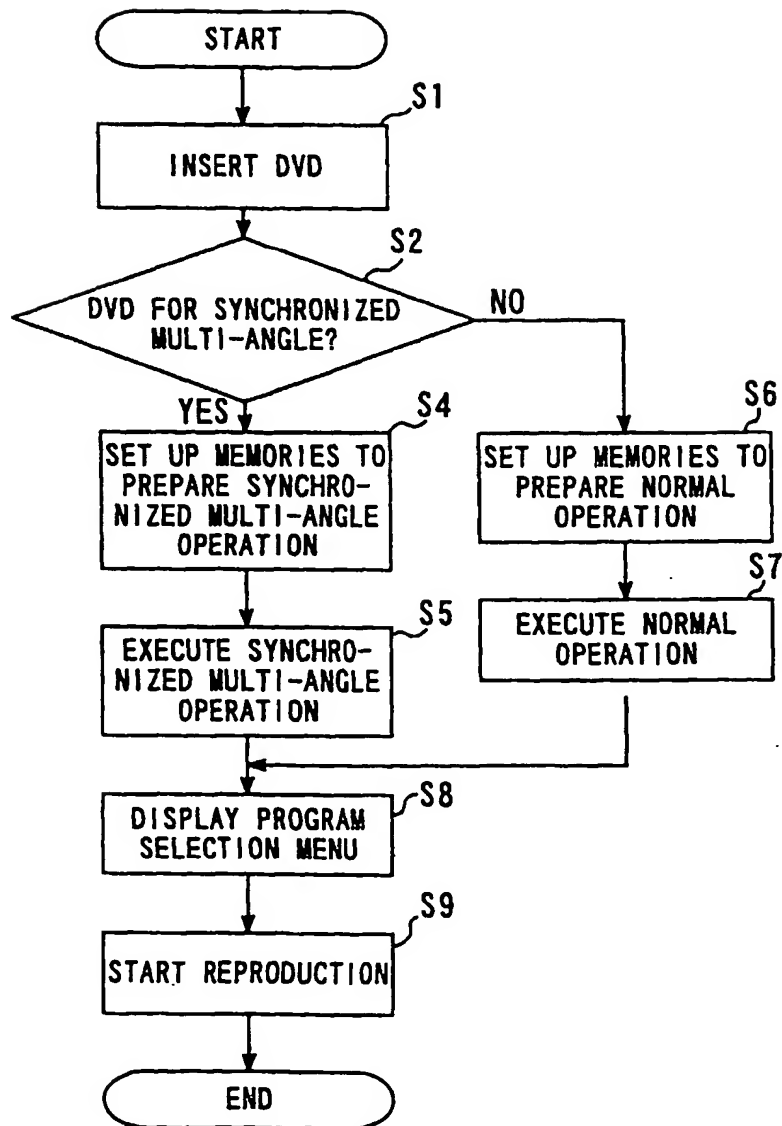 START
S1
INSERT DVD
S2
DVD FOR SYNCHRONIZED
MULTI-ANGLE?
NO
YES
S4
SET UP MEMORIES TO
PREPARE SYNCHRO-
NIZED MULTI-ANGLE
OPERATION
S6
SET UP MEMORIES TO
PREPARE NORMAL
OPERATION
S5
EXECUTE SYNCHRO-
NIZED MULTI-ANGLE
OPERATION
S7
EXECUTE NORMAL
OPERATION
S8
DISPLAY PROGRAM
SELECTION MENU
S9
START REPRODUCTION
END